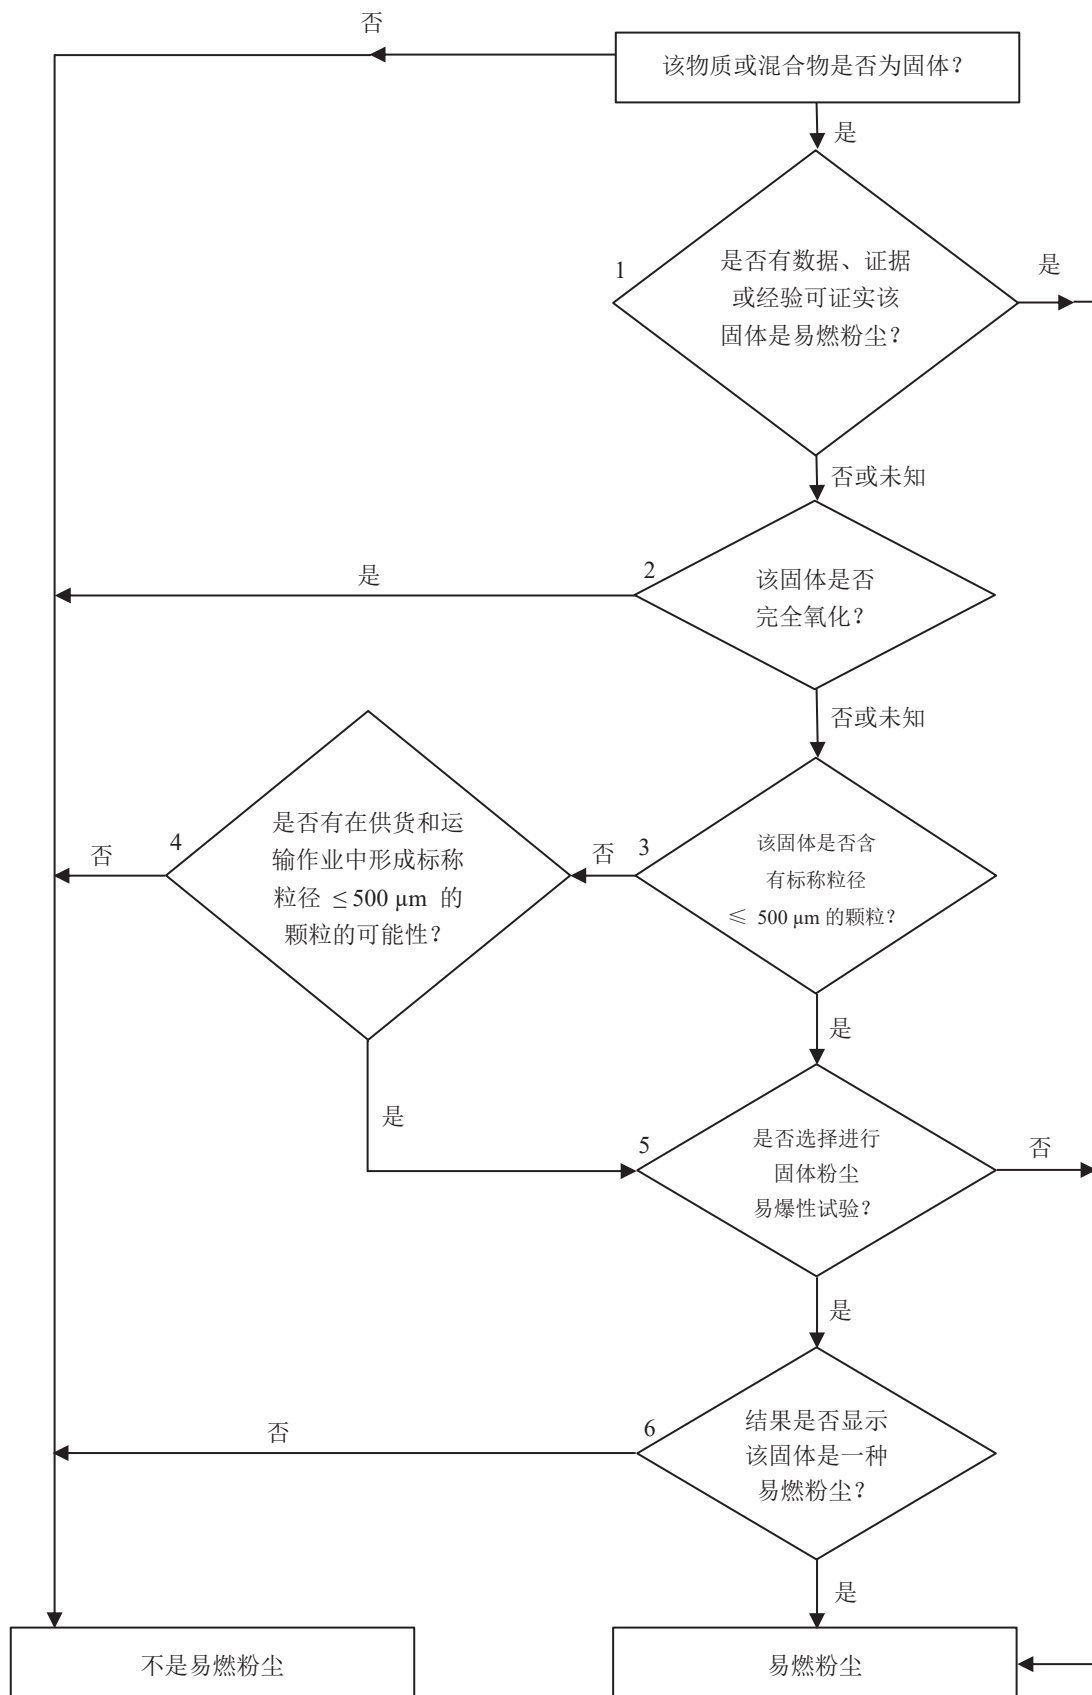 否
该物质或混合物是否为固体？
是
1
是否有数据、证据
或经验可证实该
固体是易燃粉尘？
是
否或未知
2
该固体是否
完全氧化？
是
否或未知
3
该固体是否含
有标称粒径
≤ 500 µm 的颗粒？
否
4
是否有在供货和运
输作业中形成标称
粒径 ≤ 500 µm 的
颗粒的可能性？
否
是
是
5
是否选择进行
固体粉尘
易爆性试验？
否
是
6
结果是否显示
该固体是一种
易燃粉尘？
否
是
不是易燃粉尘
易燃粉尘